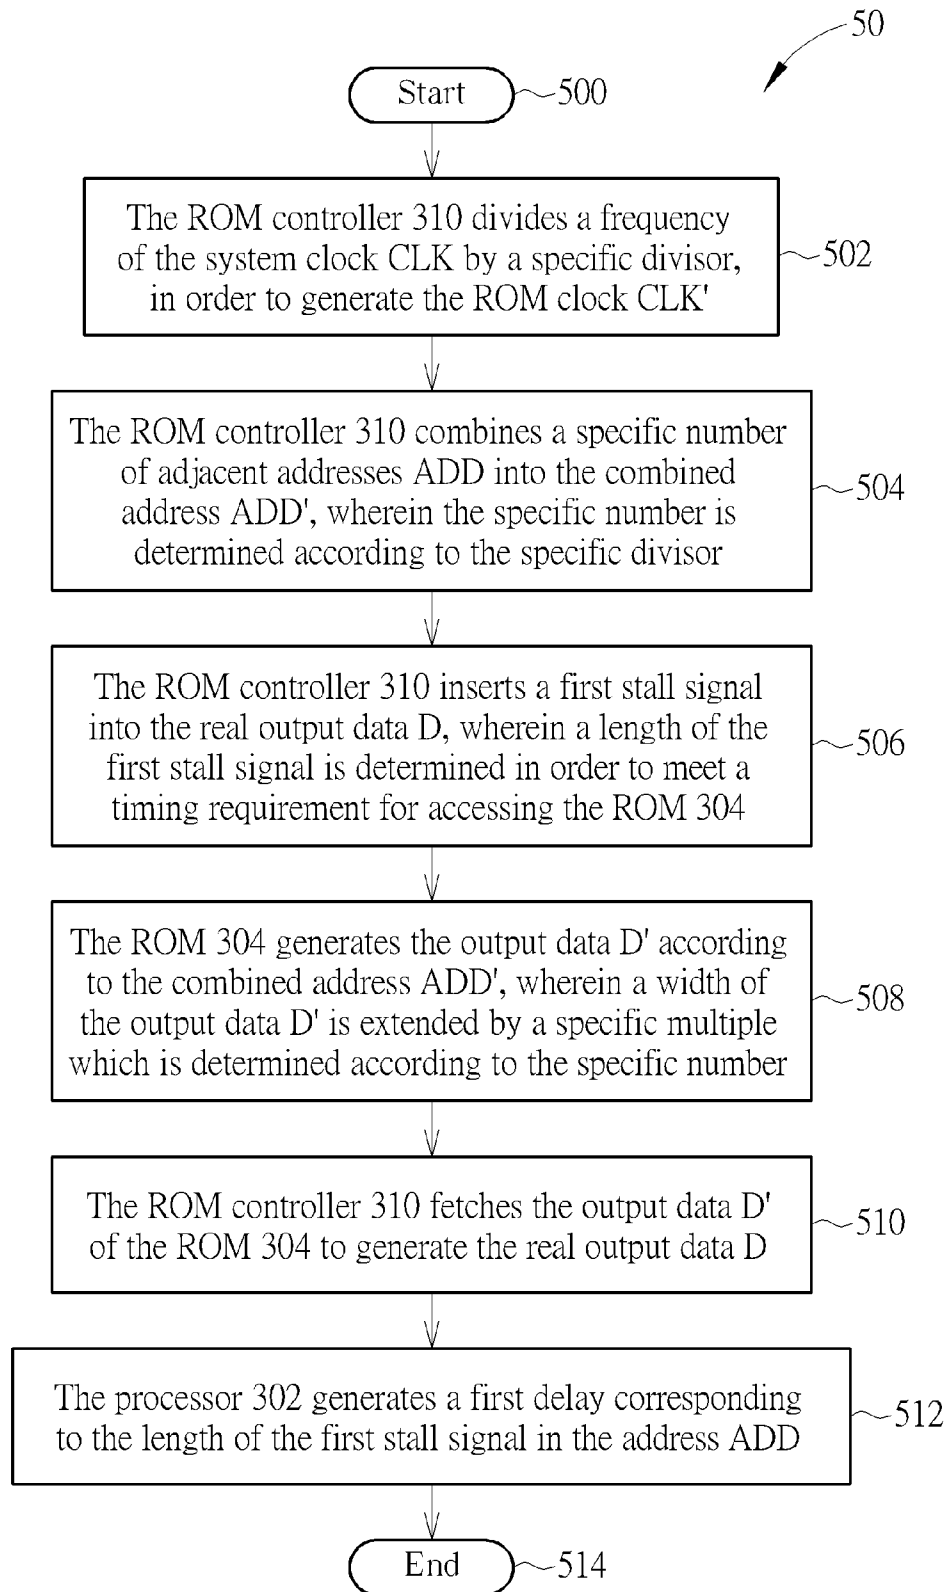 50
Start
500
The ROM controller 310 divides a frequency
of the system clock CLK by a specific divisor,
in order to generate the ROM clock CLK'
502
The ROM controller 310 combines a specific number
of adjacent addresses ADD into the combined
address ADD', wherein the specific number is
determined according to the specific divisor
504
The ROM controller 310 inserts a first stall signal
into the real output data D, wherein a length of the
first stall signal is determined in order to meet a
timing requirement for accessing the ROM 304
506
The ROM 304 generates the output data D' according
to the combined address ADD', wherein a width of
the output data D' is extended by a specific multiple
which is determined according to the specific number
508
The ROM controller 310 fetches the output data D'
of the ROM 304 to generate the real output data D
510
The processor 302 generates a first delay corresponding
to the length of the first stall signal in the address ADD
512
End
514